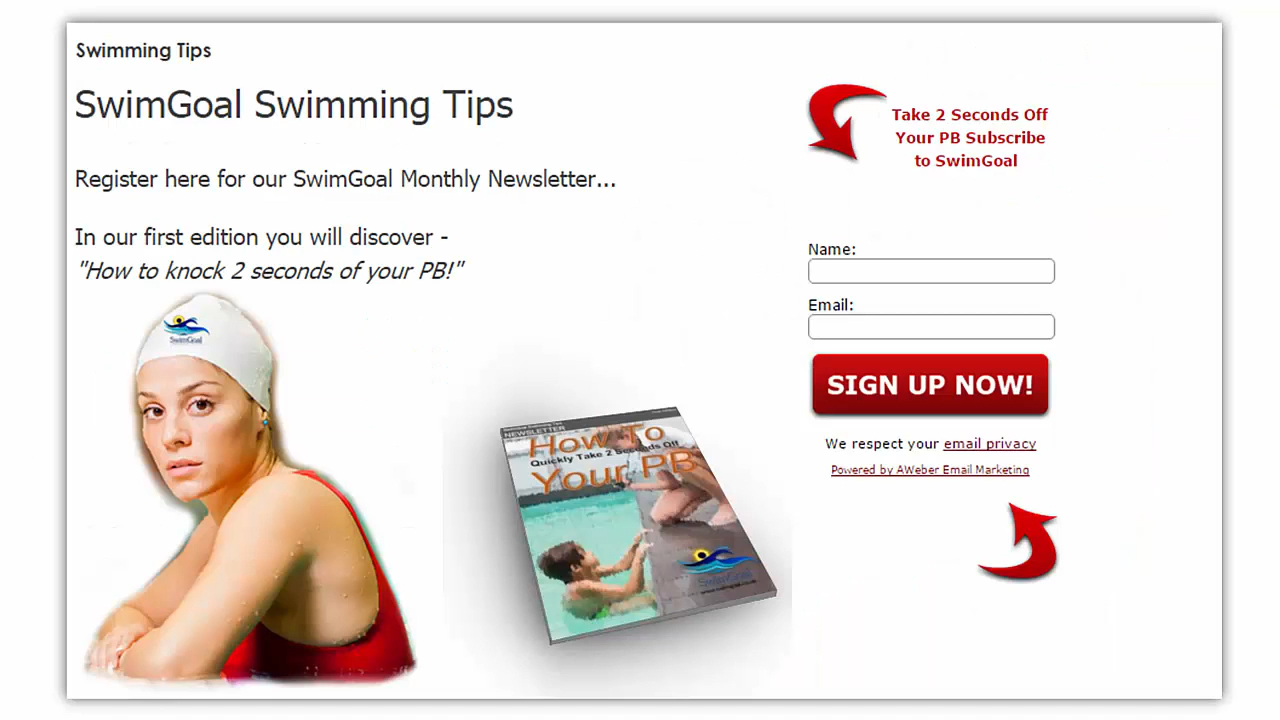 Swimming Tips
SwimGoal Swimming Tips
Register here for our SwimGoal Monthly Newsletter...
In our first edition you will discover -
"How to knock 2 seconds of your PB!"
SwimGoal
NEWSLETTER
How To
Quickly Take 2 Seconds Off
Your PB
SwimGoal
Take 2 Seconds Off
Your PB Subscribe
to SwimGoal
Name:
Email:
SIGN UP NOW!
We respect your email privacy
Powered by AWeber Email Marketing